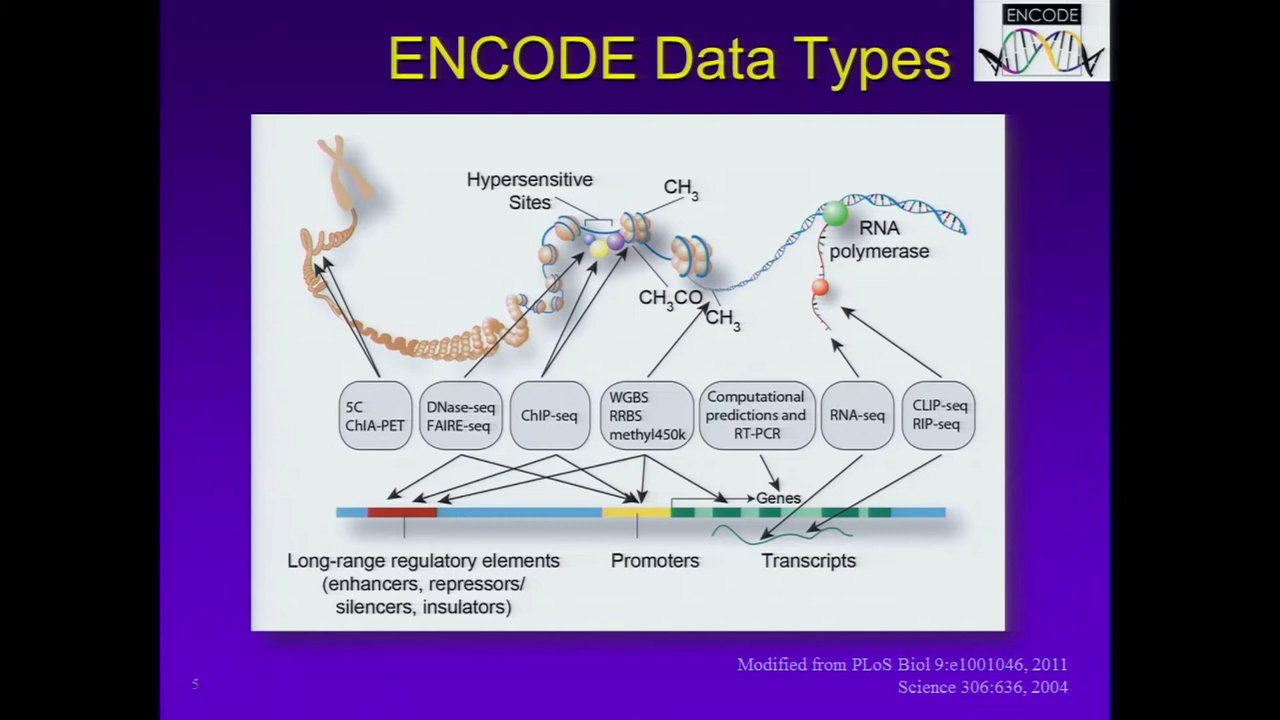 ENCODE
ENCODE Data Types
Hypersensitive
Sites
CH3
RNA
polymerase
CH3CO
CH3
5C
ChIA-PET
DNase-seq
FAIRE-seq
ChIP-seq
WGBS
RRBS
methyl450k
Computational
predictions and
RT-PCR
RNA-seq
CLIP-seq
RIP-seq
Genes
Long-range regulatory elements
(enhancers, repressors/
silencers, insulators)
Promoters
Transcripts
Modified from PLoS Biol 9:e1001046, 2011
Science 306:636, 2004
5